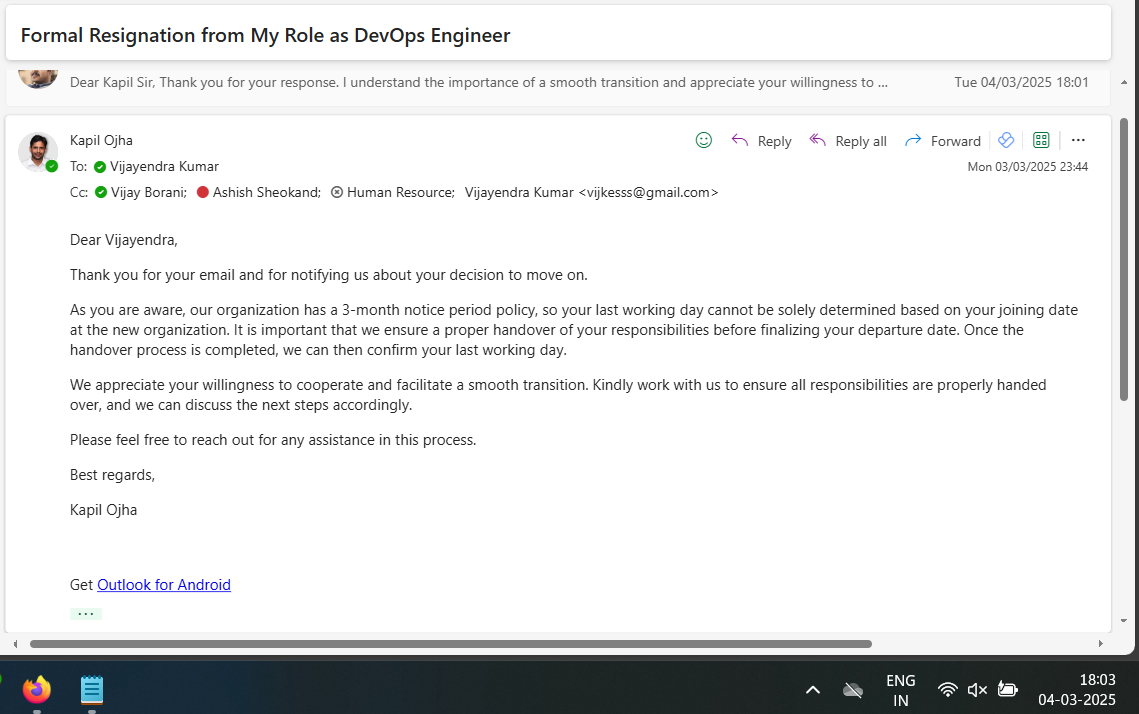 Formal Resignation from My Role as DevOps Engineer
Dear Kapil Sir, Thank you for your response. I understand the importance of a smooth transition and appreciate your willingness to ...
Tue 04/03/2025 18:01
Kapil Ojha
Reply
Reply all
Forward
To: Vijayendra Kumar
Mon 03/03/2025 23:44
Cc: Vijay Borani; Ashish Sheokand; Human Resource; Vijayendra Kumar <vijkesss@gmail.com>
Dear Vijayendra,
Thank you for your email and for notifying us about your decision to move on.
As you are aware, our organization has a 3-month notice period policy, so your last working day cannot be solely determined based on your joining date
at the new organization. It is important that we ensure a proper handover of your responsibilities before finalizing your departure date. Once the
handover process is completed, we can then confirm your last working day.
We appreciate your willingness to cooperate and facilitate a smooth transition. Kindly work with us to ensure all responsibilities are properly handed
over, and we can discuss the next steps accordingly.
Please feel free to reach out for any assistance in this process.
Best regards,
Kapil Ojha
Get Outlook for Android
ENG
IN
18:03
04-03-2025